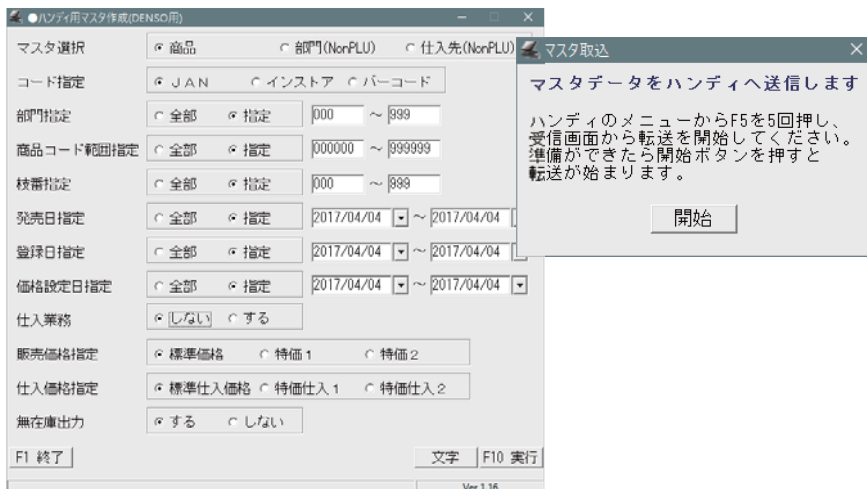 ●ハンディ用マスタ作成(DENSO用)
マスタ選択 商品 部門(NonPLU) 仕入先(NonPLU)
コード指定 JAN インストア バーコード
部門指定 全部 指定 000 ～ 999
商品コード範囲指定 全部 指定 000000 ～ 999999
枝番指定 全部 指定 000 ～ 999
発売日指定 全部 指定 2017/04/04 ～ 2017/04/04
登録日指定 全部 指定 2017/04/04 ～ 2017/04/04
価格設定日指定 全部 指定 2017/04/04 ～ 2017/04/04
仕入業務 しない する
販売価格指定 標準価格 特価1 特価2
仕入価格指定 標準仕入価格 特価仕入1 特価仕入2
無在庫出力 する しない
F1 終了 文字 F10 実行
Ver 1.16
マスタ取込
マスタデータをハンディへ送信します
ハンディのメニューからF5を5回押し、
受信画面から転送を開始してください。
準備ができたら開始ボタンを押すと
転送が始まります。
開始